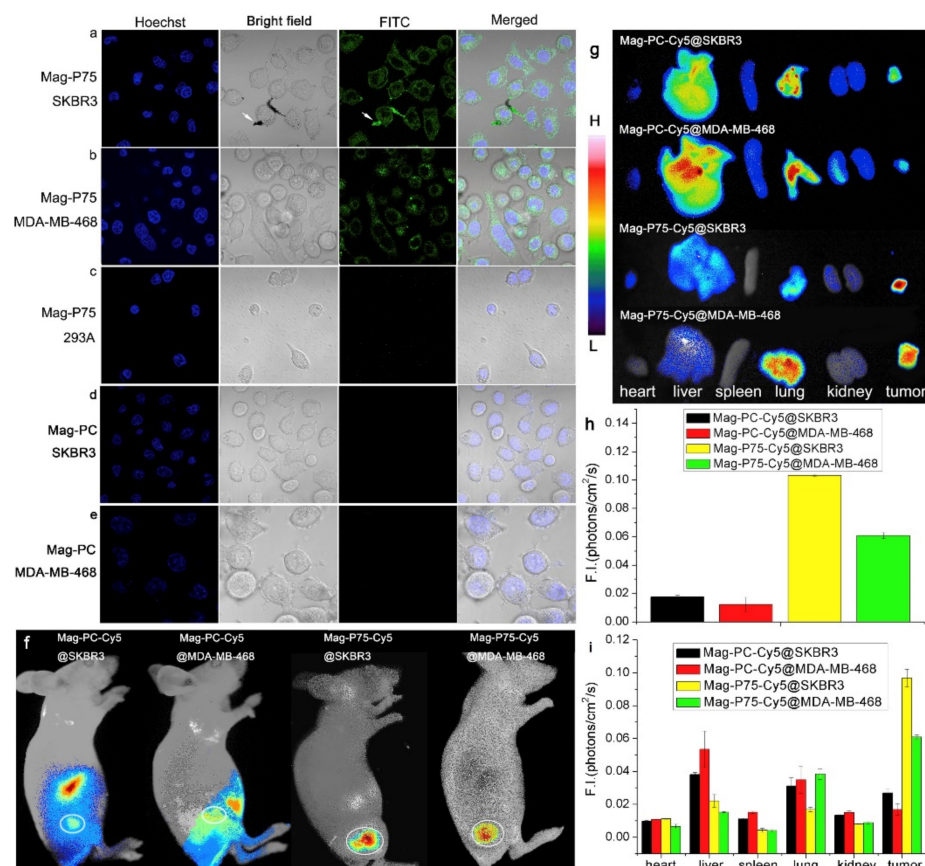 Hoechst Bright field FITC Merged
a
Mag-P75
SKBR3
b
Mag-P75
MDA-MB-468
c
Mag-P75
293A
d
Mag-PC
SKBR3
e
Mag-PC
MDA-MB-468
f
Mag-PC-Cy5
@SKBR3
Mag-PC-Cy5
@MDA-MB-468
Mag-P75-Cy5
@SKBR3
Mag-P75-Cy5
@MDA-MB-468
g
Mag-PC-Cy5@SKBR3
H
Mag-PC-Cy5@MDA-MB-468
Mag-P75-Cy5@SKBR3
Mag-P75-Cy5@MDA-MB-468
L
heart liver spleen lung kidney tumor
h
0.14
0.12
0.10
0.08
0.06
0.04
0.02
0.00
F.I.(photons/cm²/s)
Mag-PC-Cy5@SKBR3
Mag-PC-Cy5@MDA-MB-468
Mag-P75-Cy5@SKBR3
Mag-P75-Cy5@MDA-MB-468
i
0.12
0.10
0.08
0.06
0.04
0.02
0.00
F.I.(photons/cm²/s)
Mag-PC-Cy5@SKBR3
Mag-PC-Cy5@MDA-MB-468
Mag-P75-Cy5@SKBR3
Mag-P75-Cy5@MDA-MB-468
heart liver spleen lung kidney tumor